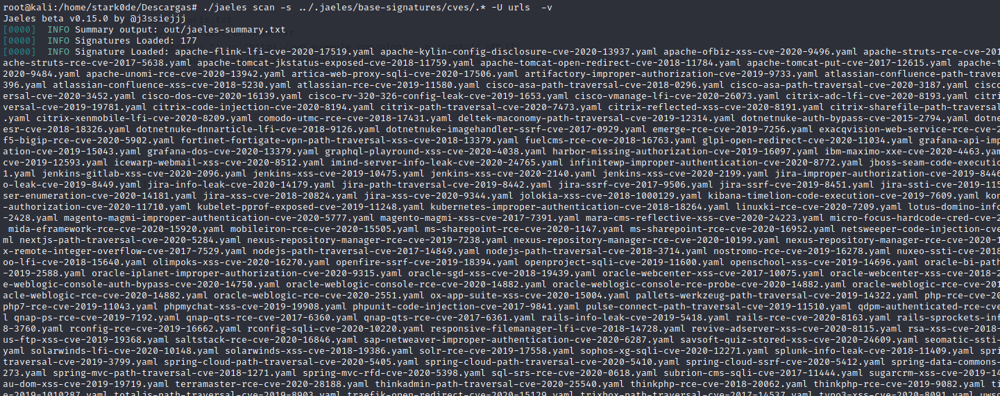 root@kali:/home/stark0de/Descargas# ./jaeles scan -s ../.jaeles/base-signatures/cves/.* -U urls  -v
Jaeles beta v0.15.0 by @j3ssiejjj
[0000]  INFO Summary output: out/jaeles-summary.txt
[0000]  INFO Signatures Loaded: 177
[0000]  INFO Signature Loaded: apache-flink-lfi-cve-2020-17519.yaml apache-kylin-config-disclosure-cve-2020-13937.yaml apache-ofbiz-xss-cve-2020-9496.yaml apache-struts-rce-cve-201
ache-struts-rce-cve-2017-5638.yaml apache-tomcat-jkstatus-exposed-cve-2018-11759.yaml apache-tomcat-open-redirect-cve-2018-11784.yaml apache-tomcat-put-cve-2017-12615.yaml apache-t
2020-9484.yaml apache-unomi-rce-cve-2020-13942.yaml artica-web-proxy-sqli-cve-2020-17506.yaml artifactory-improper-authorization-cve-2019-9733.yaml atlassian-confluence-path-traver
396.yaml atlassian-confluence-xss-cve-2018-5230.yaml atlassian-rce-cve-2019-11580.yaml cisco-asa-path-traversal-cve-2018-0296.yaml cisco-asa-path-traversal-cve-2020-3187.yaml cisco
ersal-cve-2020-3452.yaml cisco-dos-cve-2020-16139.yaml cisco-rv-320-326-config-leak-cve-2019-1653.yaml cisco-vmanage-lfi-cve-2020-26073.yaml citrix-adc-lfi-cve-2020-8193.yaml citri
versal-cve-2019-19781.yaml citrix-code-injection-cve-2020-8194.yaml citrix-path-traversal-cve-2020-7473.yaml citrix-reflected-xss-cve-2020-8191.yaml citrix-sharefile-path-traversal
.yaml citrix-xenmobile-lfi-cve-2020-8209.yaml comodo-utmc-rce-cve-2018-17431.yaml deltek-maconomy-path-traversal-cve-2019-12314.yaml dotnetnuke-auth-bypass-cve-2015-2794.yaml dotne
esr-cve-2018-18326.yaml dotnetnuke-dnnarticle-lfi-cve-2018-9126.yaml dotnetnuke-imagehandler-ssrf-cve-2017-0929.yaml emerge-rce-cve-2019-7256.yaml exacqvision-web-service-rce-cve-2
f5-bigip-rce-cve-2020-5902.yaml fortinet-fortigate-vpn-path-traversal-xss-cve-2018-13379.yaml fuelcms-rce-cve-2018-16763.yaml glpi-open-redirect-cve-2020-11034.yaml grafana-api-imp
ation-cve-2019-15043.yaml grafana-dos-cve-2020-13379.yaml graphql-playround-xss-cve-2020-4038.yaml harbor-missing-authorization-cve-2019-16097.yaml ibm-maximo-xxe-cve-2020-4463.yam
cve-2019-12593.yaml icewarp-webmail-xss-cve-2020-8512.yaml imind-server-info-leak-cve-2020-24765.yaml infinitewp-improper-authentication-cve-2020-8772.yaml jboss-seam-code-executio
1.yaml jenkins-gitlab-xss-cve-2020-2096.yaml jenkins-xss-cve-2019-10475.yaml jenkins-xss-cve-2020-2140.yaml jenkins-xss-cve-2020-2199.yaml jira-improper-authorization-cve-2019-8446
o-leak-cve-2019-8449.yaml jira-info-leak-cve-2020-14179.yaml jira-path-traversal-cve-2019-8442.yaml jira-ssrf-cve-2017-9506.yaml jira-ssrf-cve-2019-8451.yaml jira-ssti-cve-2019-115
ser-enumeration-cve-2020-14181.yaml jira-xss-cve-2018-20824.yaml jira-xss-cve-2020-9344.yaml jolokia-xss-cve-2018-1000129.yaml kibana-timelion-code-execution-cve-2019-7609.yaml kon
-authorization-cve-2020-11710.yaml kubelet-pprof-exposed-cve-2019-11248.yaml kubernetes-improper-authentication-cve-2018-18264.yaml linuxki-rce-cve-2020-7209.yaml lotus-domino-info
-2428.yaml magento-magmi-improper-authentication-cve-2020-5777.yaml magento-magmi-xss-cve-2017-7391.yaml mara-cms-reflective-xss-cve-2020-24223.yaml micro-focus-hardcode-cred-cve-2
 mida-eframework-rce-cve-2020-15920.yaml mobileiron-rce-cve-2020-15505.yaml ms-sharepoint-rce-cve-2020-1147.yaml ms-sharepoint-rce-cve-2020-16952.yaml netsweeper-code-injection-cve
ml nextjs-path-traversal-cve-2020-5284.yaml nexus-repository-manager-rce-cve-2019-7238.yaml nexus-repository-manager-rce-cve-2020-10199.yaml nexus-repository-manager-rce-cve-2020-1
x-remote-integer-overflow-cve-2017-7529.yaml nodejs-path-traversal-cve-2017-14849.yaml nodejs-path-traversal-cve-2018-3714.yaml nostromo-rce-cve-2019-16278.yaml nuxeo-ssti-cve-2018
oo-lfi-cve-2018-15640.yaml olimpoks-xss-cve-2020-16270.yaml openfire-ssrf-cve-2019-18394.yaml openproject-sqli-cve-2019-11600.yaml openschool-xss-cve-2019-14696.yaml oracle-bi-path
-2019-2588.yaml oracle-iplanet-improper-authorization-cve-2020-9315.yaml oracle-sgd-xss-cve-2018-19439.yaml oracle-webcenter-xss-cve-2017-10075.yaml oracle-webcenter-xss-cve-2018-2
e-weblogic-console-auth-bypass-cve-2020-14750.yaml oracle-weblogic-console-rce-cve-2020-14882.yaml oracle-weblogic-console-rce-probe-cve-2020-14882.yaml oracle-weblogic-rce-cve-201
acle-weblogic-rce-cve-2020-14882.yaml oracle-weblogic-rce-cve-2020-2551.yaml ox-app-suite-xss-cve-2020-15004.yaml pallets-werkzeug-path-traversal-cve-2019-14322.yaml php-rce-cve-20
php7-rce-cve-2019-11043.yaml phpmychat-xss-cve-2019-19908.yaml phpunit-code-injection-cve-2017-9841.yaml pulse-connect-path-traversal-cve-2019-11510.yaml qdpm-authenticated-rce-cve
l qnap-ps-rce-cve-2019-7192.yaml qnap-qts-rce-cve-2017-6360.yaml qnap-qts-rce-cve-2017-6361.yaml rails-info-leak-cve-2019-5418.yaml rails-rce-cve-2020-8163.yaml rails-sprockets-inf
8-3760.yaml rconfig-rce-cve-2019-16662.yaml rconfig-sqli-cve-2020-10220.yaml responsive-filemanager-lfi-cve-2018-14728.yaml revive-adserver-xss-cve-2020-8115.yaml rsa-xss-cve-2018-
us-ftp-xss-cve-2019-19368.yaml saltstack-rce-cve-2020-16846.yaml sap-netweaver-improper-authentication-cve-2020-6287.yaml savsoft-quiz-stored-xss-cve-2020-24609.yaml seomatic-ssti-
yaml solarwinds-lfi-cve-2020-10148.yaml solarwinds-xss-cve-2018-19386.yaml solr-rce-cve-2019-17558.yaml sophos-xg-sqli-cve-2020-12271.yaml splunk-info-leak-cve-2018-11409.yaml spri
traversal-cve-2019-3799.yaml spring-cloud-path-traversal-cve-2020-5405.yaml spring-cloud-path-traversal-cve-2020-5410.yaml spring-cloud-ssrf-cve-2020-5412.yaml spring-data-commons-
273.yaml spring-mvc-path-traversal-cve-2018-1271.yaml spring-mvc-rfd-cve-2020-5398.yaml sql-srs-rce-cve-2020-0618.yaml subrion-cms-sqli-cve-2017-11444.yaml sugarcrm-xss-cve-2019-14
au-dom-xss-cve-2019-19719.yaml terramaster-rce-cve-2020-28188.yaml thinkadmin-path-traversal-cve-2020-25540.yaml thinkphp-rce-cve-2018-20062.yaml thinkphp-rce-cve-2019-9082.yaml ti
e-2019-1010287.yaml totaljs-path-traversal-cve-2019-8903.yaml traefik-open-redirect-cve-2020-15129.yaml trixbox-path-traversal-cve-2017-14537.yaml typo3-xss-cve-2020-8091.yaml uwsg